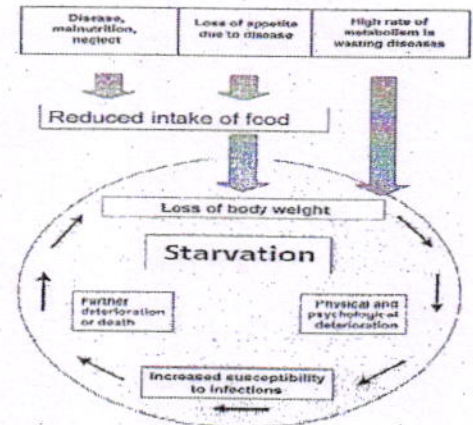 Disease,
malnutrition,
neglect
Loss of appetite
due to disease
High rate of
metabolism in
wasting diseases
Reduced intake of food
Loss of body weight
Starvation
Further
deterioration
or death
Physical and
psychological
deterioration
Increased susceptibility
to infections